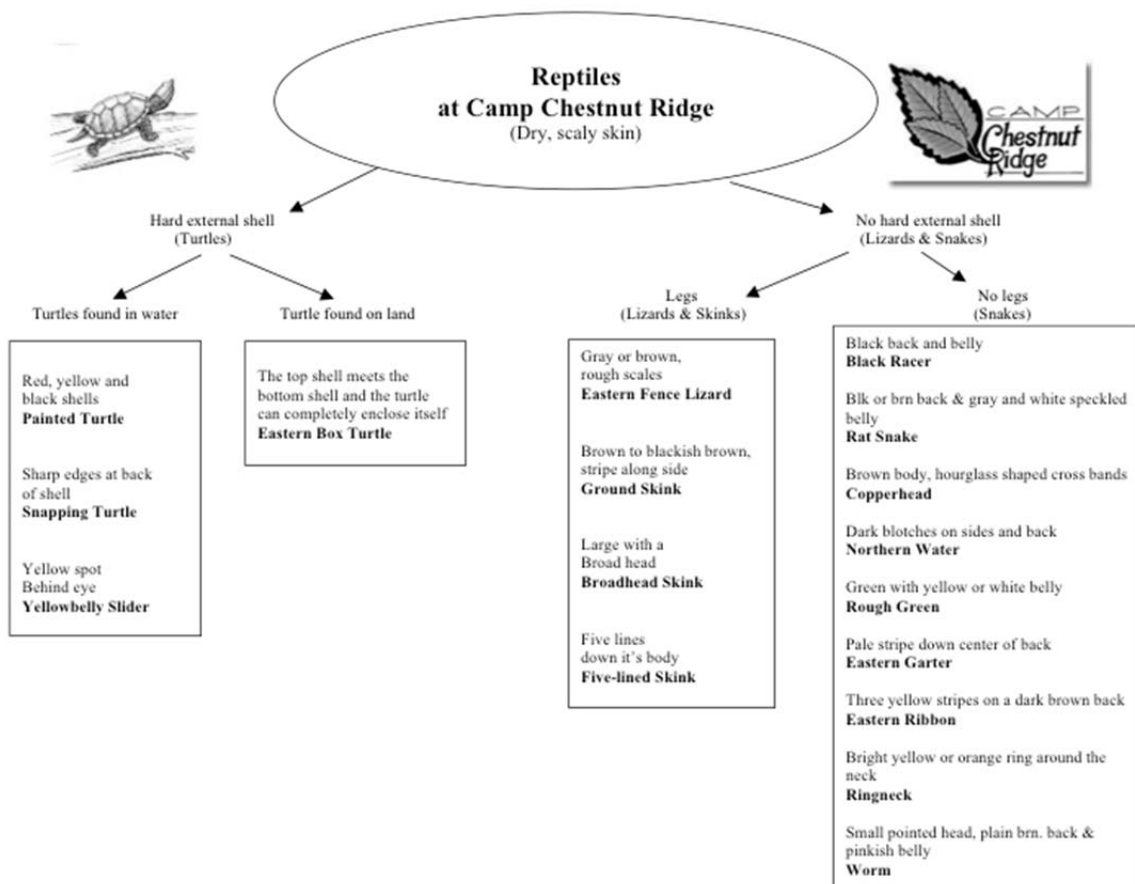 Reptiles
at Camp Chestnut Ridge
(Dry, scaly skin)
CAMP
Chestnut
Ridge
Hard external shell
(Turtles)
No hard external shell
(Lizards & Snakes)
Turtles found in water
Turtle found on land
Legs
(Lizards & Skinks)
No legs
(Snakes)
Red, yellow and
black shells
Painted Turtle
Sharp edges at back
of shell
Snapping Turtle
Yellow spot
Behind eye
Yellowbelly Slider
The top shell meets the
bottom shell and the turtle
can completely enclose itself
Eastern Box Turtle
Gray or brown,
rough scales
Eastern Fence Lizard
Brown to blackish brown,
stripe along side
Ground Skink
Large with a
Broad head
Broadhead Skink
Five lines
down it's body
Five-lined Skink
Black back and belly
Black Racer
Blk or brn back & gray and white speckled
belly
Rat Snake
Brown body, hourglass shaped cross bands
Copperhead
Dark blotches on sides and back
Northern Water
Green with yellow or white belly
Rough Green
Pale stripe down center of back
Eastern Garter
Three yellow stripes on a dark brown back
Eastern Ribbon
Bright yellow or orange ring around the
neck
Ringneck
Small pointed head, plain brn. back &
pinkish belly
Worm